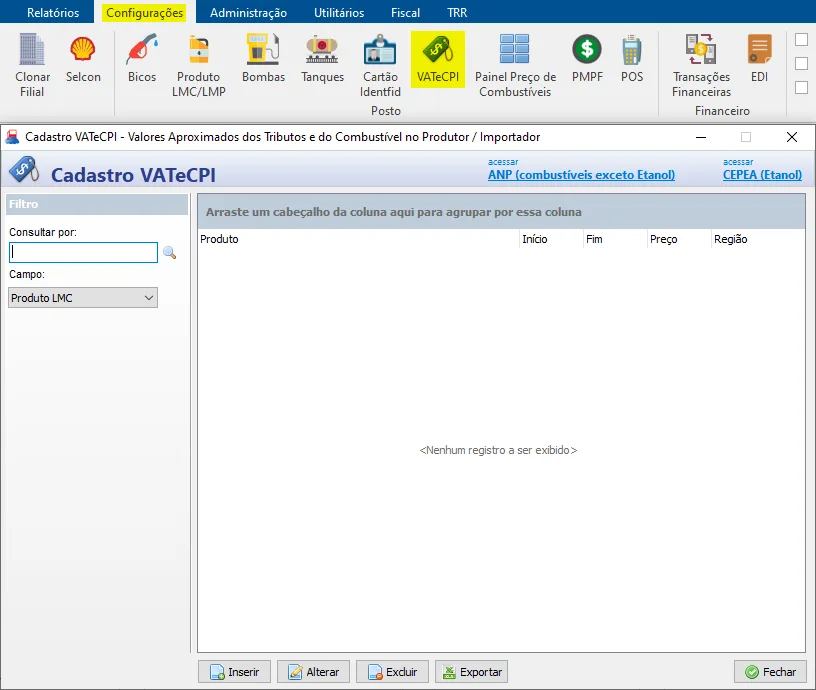 Relatórios Configurações Administração Utilitários Fiscal TRR
Clonar Filial
Selcon
Bicos
Produto LMC/LMP
Bombas
Tanques
Cartão Identfid
VATeCPI
Painel Preço de Combustíveis
PMPF
POS
Transações Financeiras
EDI
Posto
Financeiro
Cadastro VATeCPI - Valores Aproximados dos Tributos e do Combustível no Produtor / Importador
Cadastro VATeCPI
acessar
ANP (combustíveis exceto Etanol)
acessar
CEPEA (Etanol)
Filtro
Consultar por:
Campo:
Produto LMC
Arraste um cabeçalho da coluna aqui para agrupar por essa coluna
Produto Início Fim Preço Região
<Nenhum registro a ser exibido>
Inserir Alterar Excluir Exportar Fechar